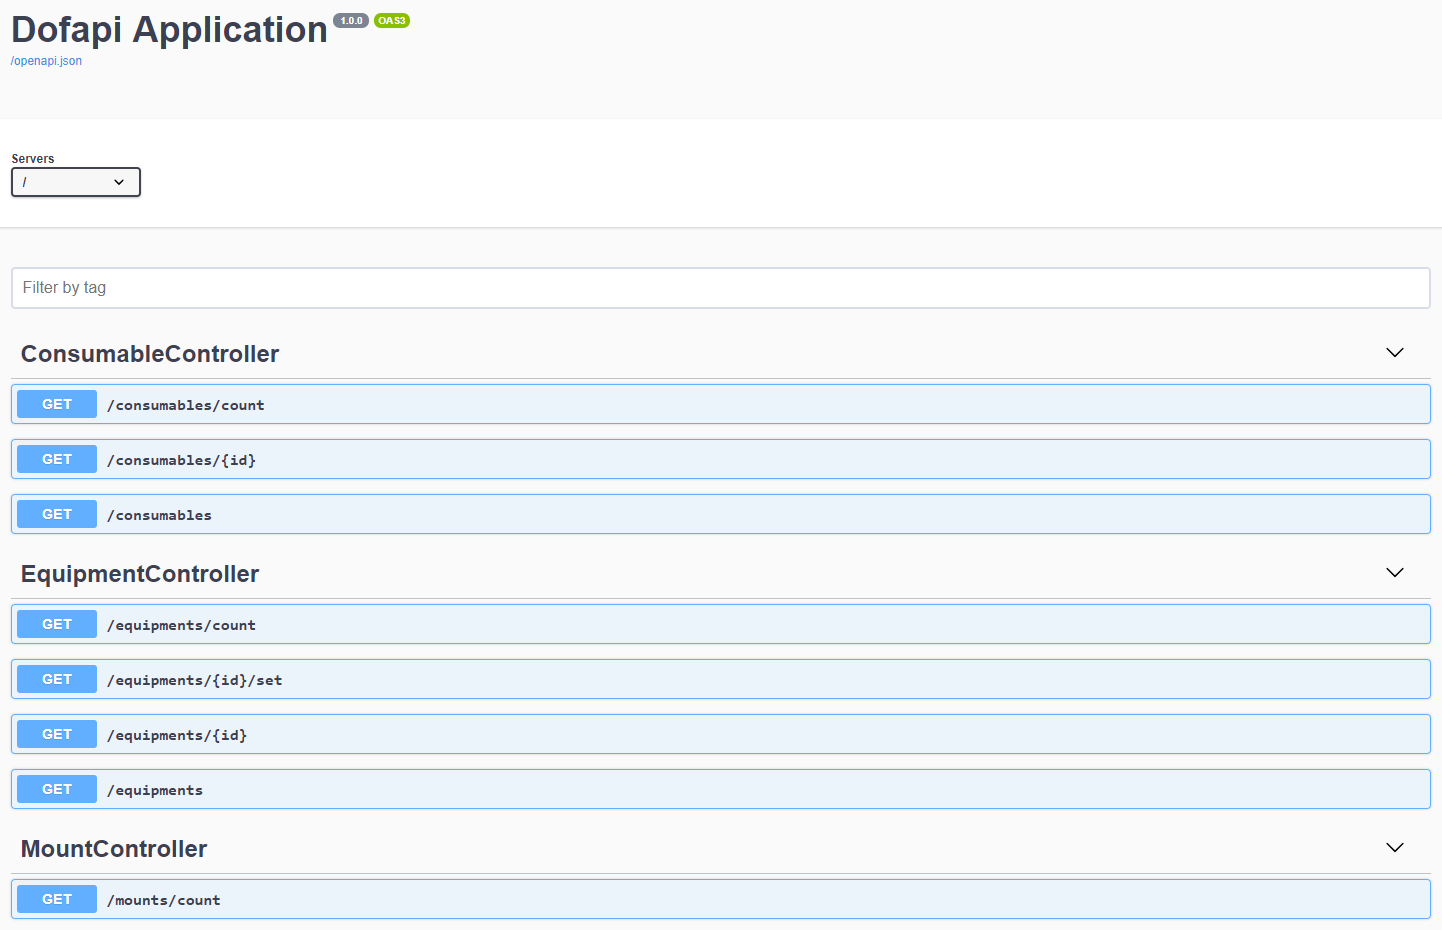 Dofapi Application 1.0.0 OAS3
/openapi.json
Servers
/
Filter by tag
ConsumableController
GET /consumables/count
GET /consumables/{id}
GET /consumables
EquipmentController
GET /equipments/count
GET /equipments/{id}/set
GET /equipments/{id}
GET /equipments
MountController
GET /mounts/count